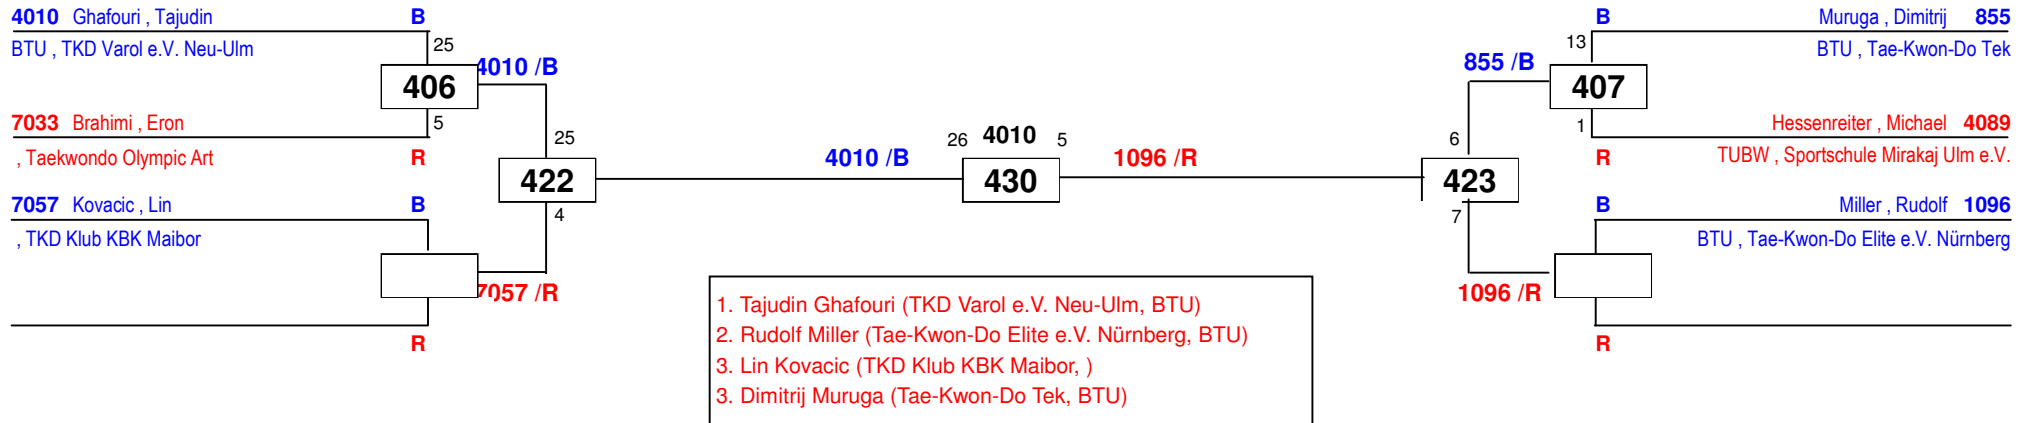 4010 Ghafouri , Tajudin B
BTU , TKD Varol e.V. Neu-Ulm
25
406
4010 /B
5
7033 Brahimi , Eron
, Taekwondo Olympic Art R
25
422
4
7057 Kovacic , Lin B
, TKD Klub KBK Maibor
7057 /R
R
4010 /B
26 4010 5
430
1096 /R
B Muruga , Dimitrij 855
BTU , Tae-Kwon-Do Tek
13
855 /B
407
1
Hessenreiter , Michael 4089
R TUBW , Sportschule Mirakaj Ulm e.V.
6
423
7
B Miller , Rudolf 1096
BTU , Tae-Kwon-Do Elite e.V. Nürnberg
1096 /R
R
1. Tajudin Ghafouri (TKD Varol e.V. Neu-Ulm, BTU)
2. Rudolf Miller (Tae-Kwon-Do Elite e.V. Nürnberg, BTU)
3. Lin Kovacic (TKD Klub KBK Maibor, )
3. Dimitrij Muruga (Tae-Kwon-Do Tek, BTU)